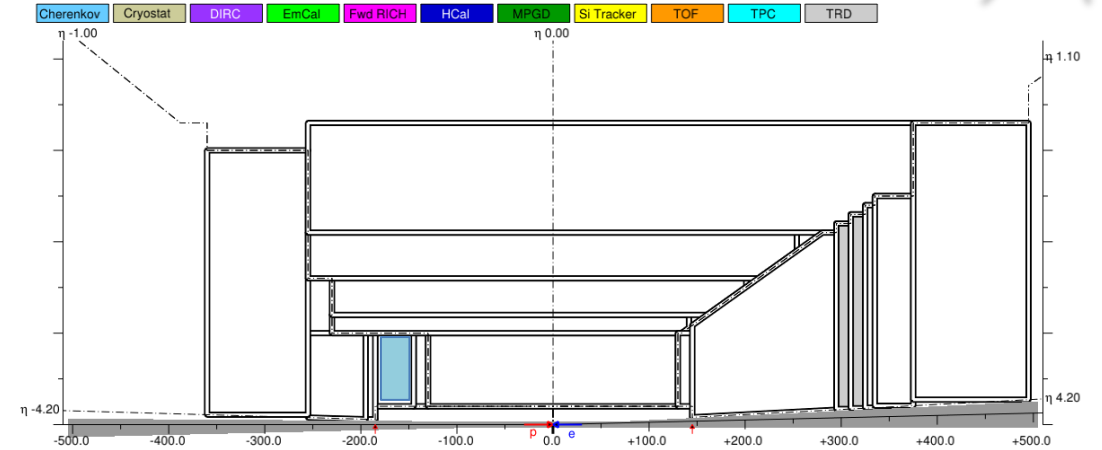 Cherenkov Cryostat DIRC EmCal Fwd RICH HCal MPGD Si Tracker TOF TPC TRD
η -1.00 η 0.00
η 1.10
η -4.20 η 4.20
-500.0 -400.0 -300.0 -200.0 -100.0 0.0 +100.0 +200.0 +300.0 +400.0 +500.0
p e